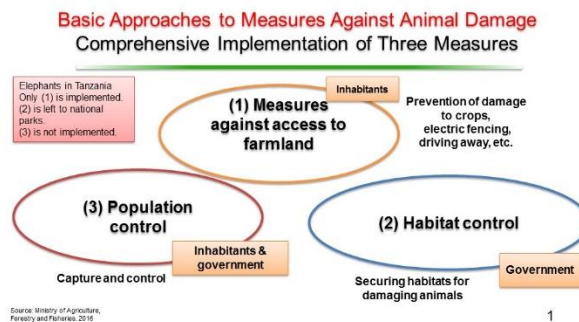 Basic Approaches to Measures Against Animal Damage
Comprehensive Implementation of Three Measures
Elephants in Tanzania
Only (1) is implemented.
(2) is left to national
parks.
(3) is not implemented.
Inhabitants
(1) Measures
against access to
farmland
Prevention of damage
to crops,
electric fencing,
driving away, etc.
(3) Population
control
Inhabitants &
government
Capture and control
(2) Habitat control
Government
Securing habitats for
damaging animals
Source: Ministry of Agriculture,
Forestry and Fisheries, 2016
1